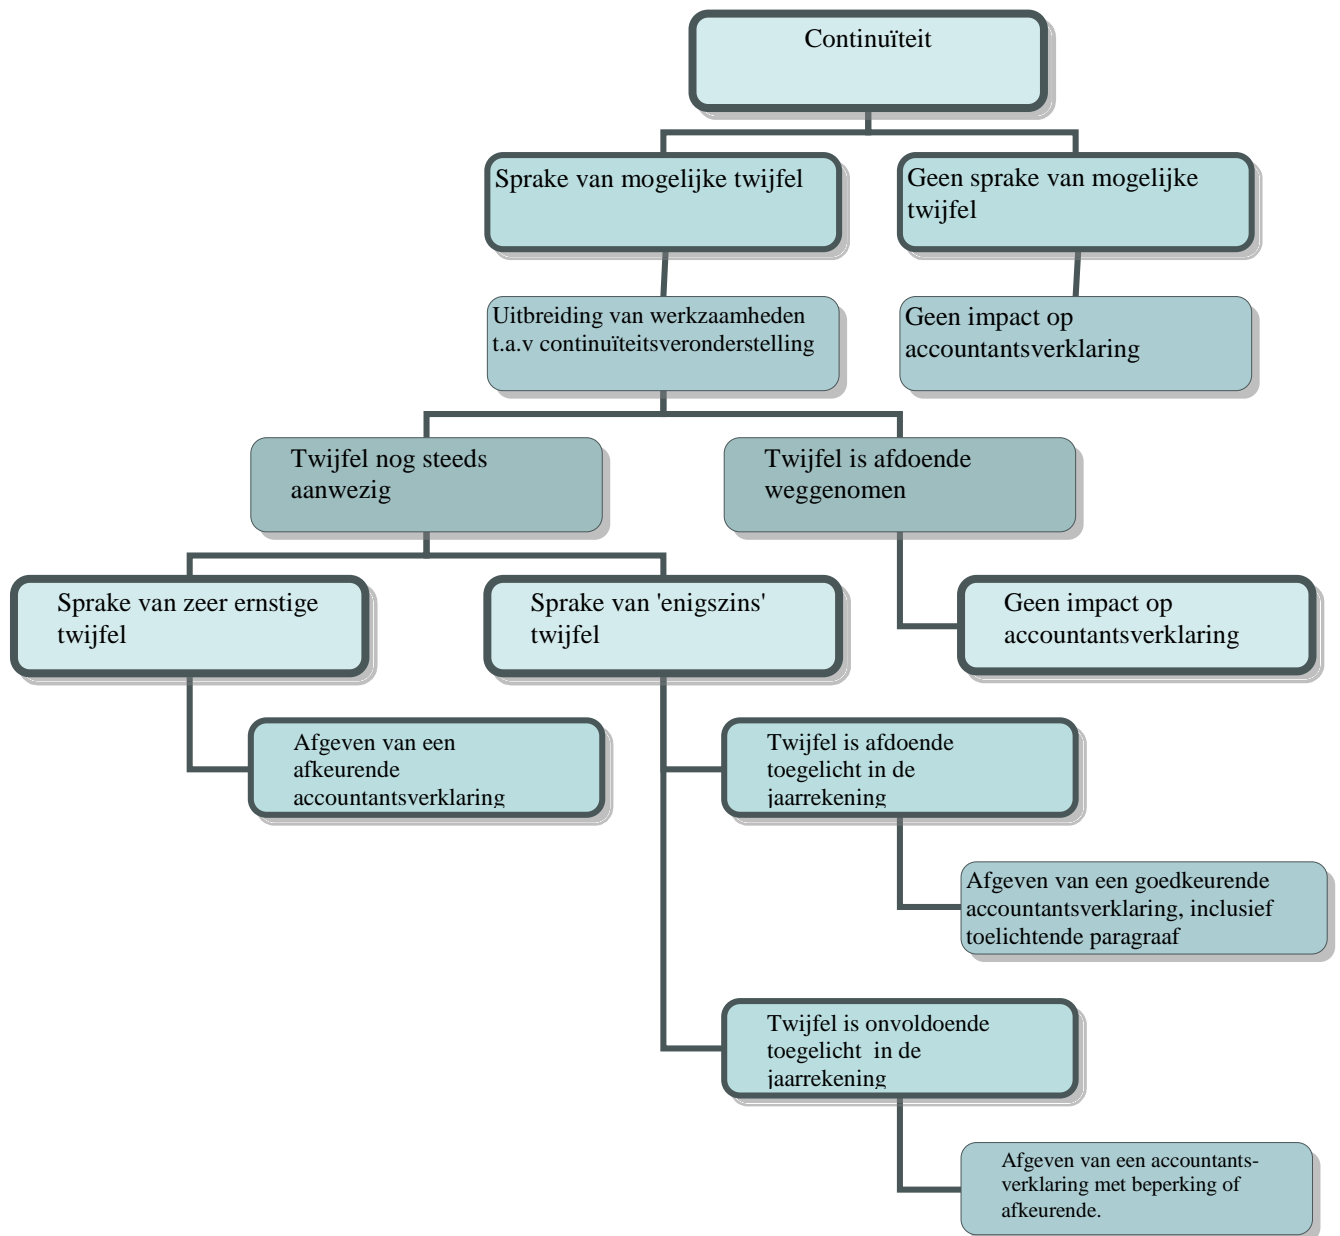 Continuïteit
Sprake van mogelijke twijfel
Geen sprake van mogelijke
twijfel
Uitbreiding van werkzaamheden
t.a.v continuïteitsveronderstelling
Geen impact op
accountantsverklaring
Twijfel nog steeds
aanwezig
Twijfel is afdoende
weggenomen
Sprake van zeer ernstige
twijfel
Sprake van 'enigszins'
twijfel
Geen impact op
accountantsverklaring
Afgeven van een
afkeurende
accountantsverklaring
Twijfel is afdoende
toegelicht in de
jaarrekening
Afgeven van een goedkeurende
accountantsverklaring, inclusief
toelichtende paragraaf
Twijfel is onvoldoende
toegelicht  in de
jaarrekening
Afgeven van een accountants-
verklaring met beperking of
afkeurende.